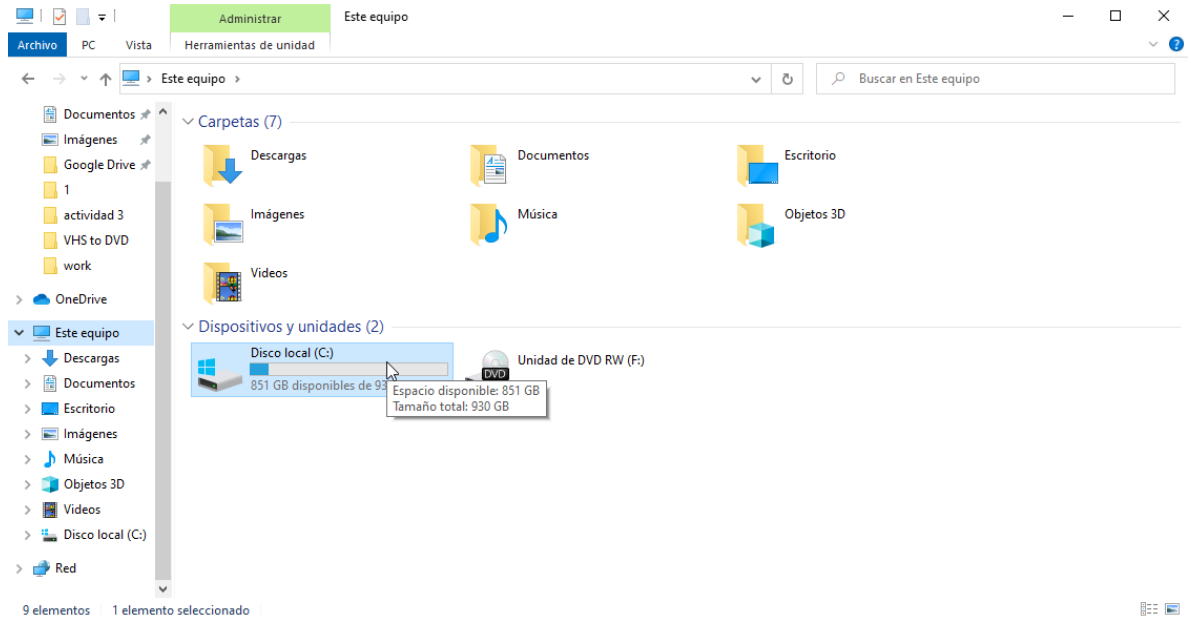 Administrar
Este equipo
Archivo
PC
Vista
Herramientas de unidad
Este equipo
Buscar en Este equipo
Documentos
Imágenes
Google Drive
1
actividad 3
VHS to DVD
work
OneDrive
Este equipo
Descargas
Documentos
Escritorio
Imágenes
Música
Objetos 3D
Videos
Disco local (C:)
Red
Carpetas (7)
Descargas
Documentos
Escritorio
Imágenes
Música
Objetos 3D
Videos
Dispositivos y unidades (2)
Disco local (C:)
851 GB disponibles de 93
Espacio disponible: 851 GB
Tamaño total: 930 GB
DVD
Unidad de DVD RW (F:)
9 elementos
1 elemento seleccionado